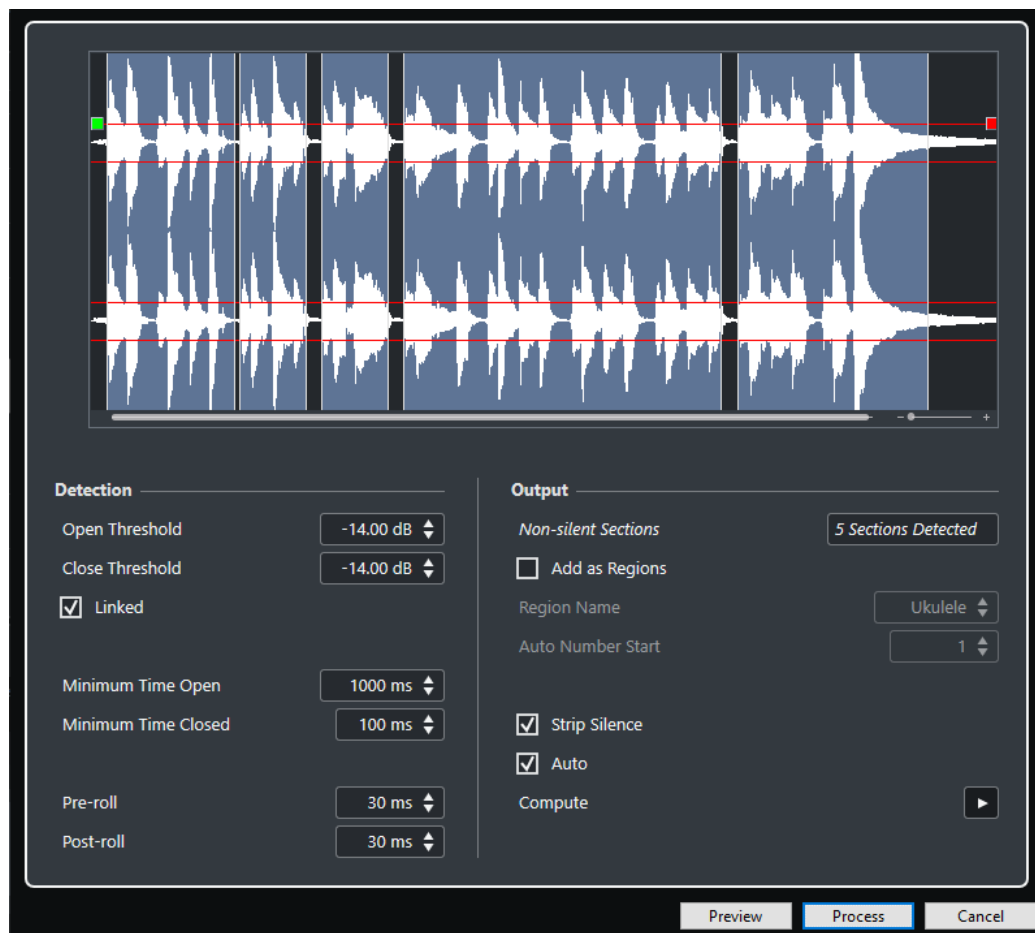 Detection
Open Threshold -14.00 dB
Close Threshold -14.00 dB
Linked
Minimum Time Open 1000 ms
Minimum Time Closed 100 ms
Pre-roll 30 ms
Post-roll 30 ms
Output
Non-silent Sections 5 Sections Detected
Add as Regions
Region Name Ukulele
Auto Number Start 1
Strip Silence
Auto
Compute
Preview Process Cancel